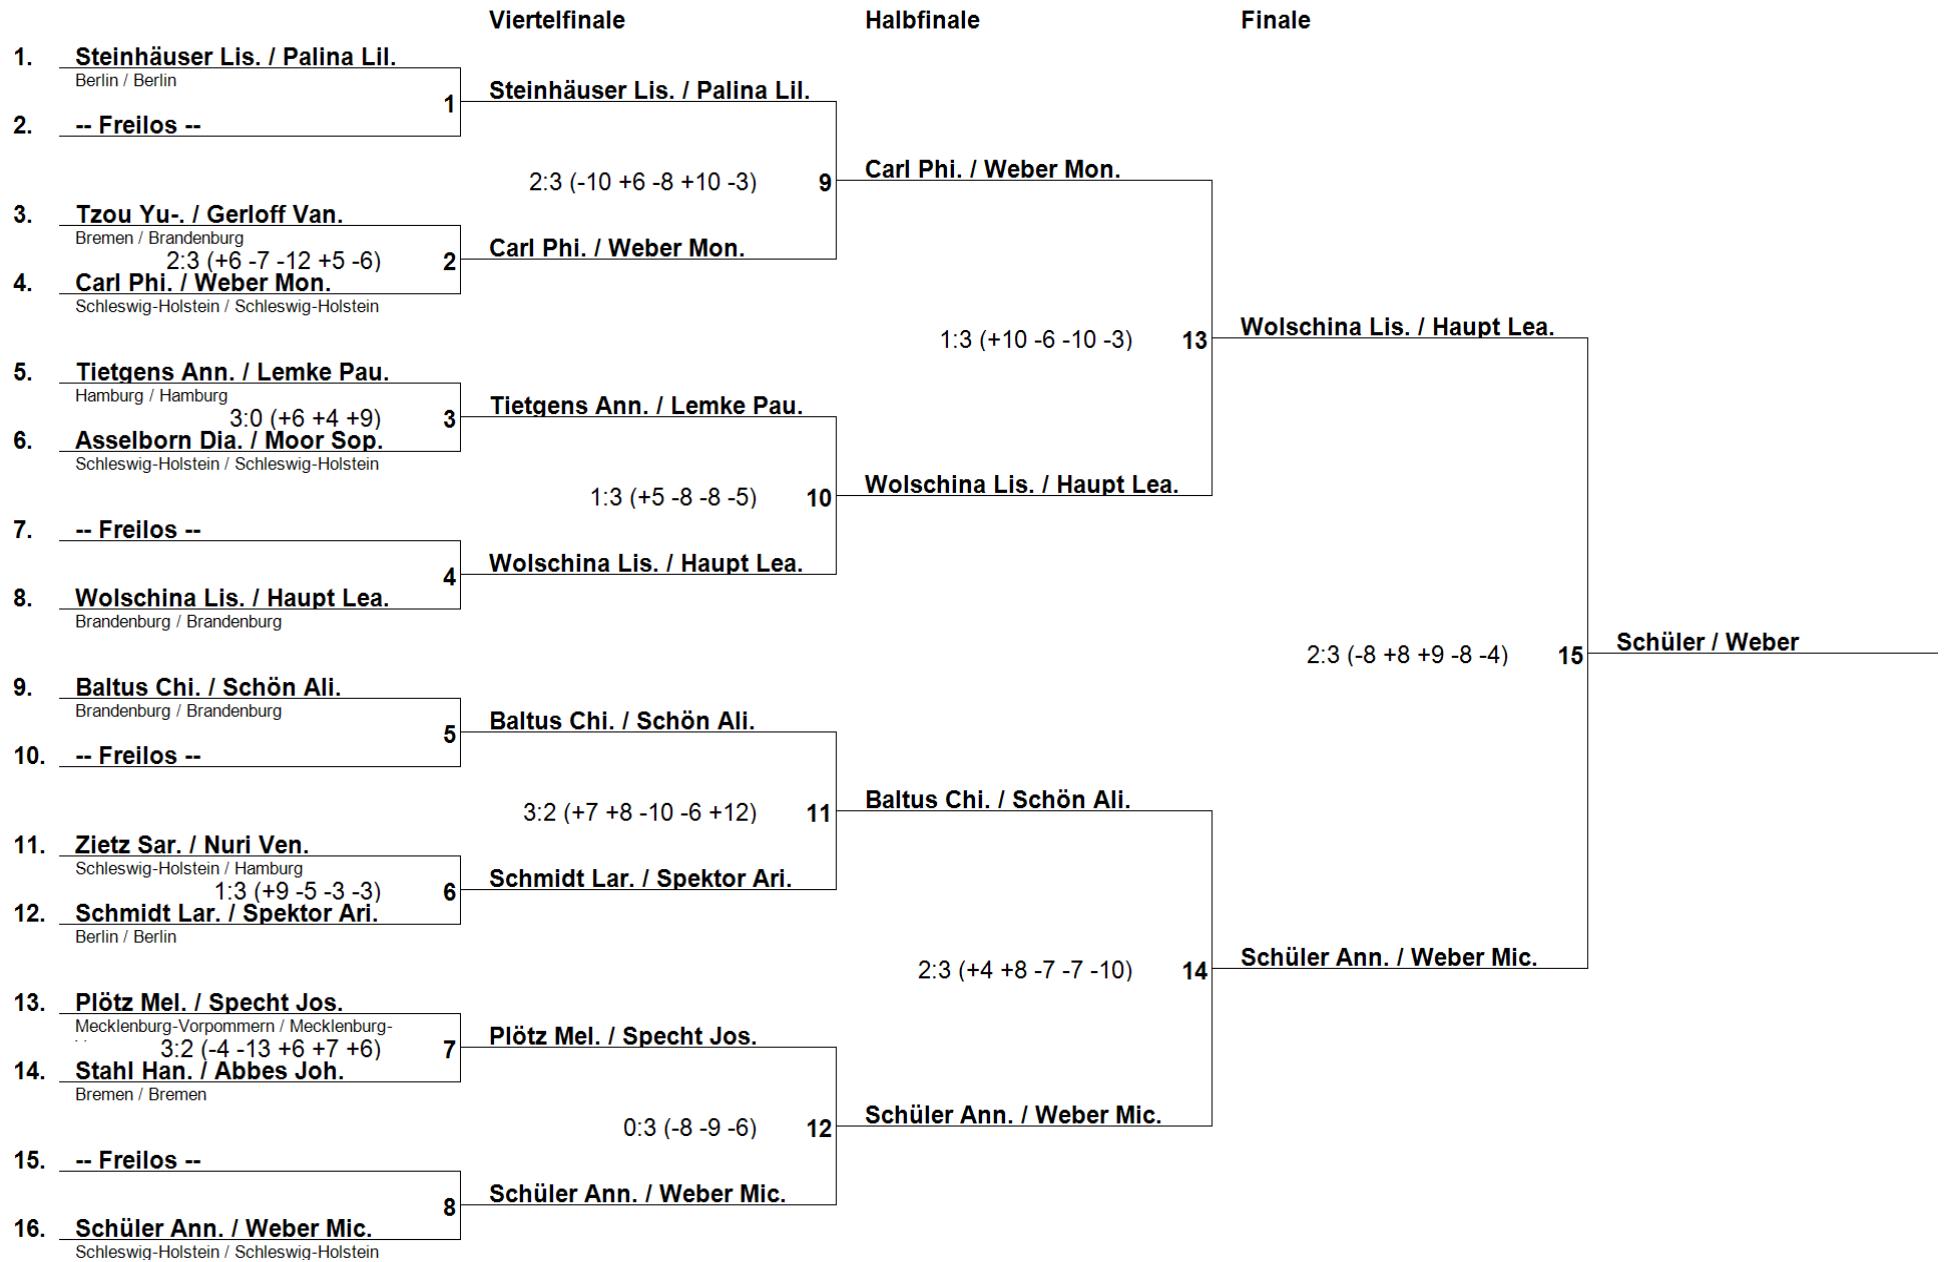 Viertelfinale
Halbfinale
Finale
1. Steinhäuser Lis. / Palina Lil.
Berlin / Berlin
1
2. -- Freilos --
3. Tzou Yu-. / Gerloff Van.
Bremen / Brandenburg
2:3 (+6 -7 -12 +5 -6) 2
4. Carl Phi. / Weber Mon.
Schleswig-Holstein / Schleswig-Holstein
5. Tietgens Ann. / Lemke Pau.
Hamburg / Hamburg
3:0 (+6 +4 +9) 3
6. Asselborn Dia. / Moor Sop.
Schleswig-Holstein / Schleswig-Holstein
7. -- Freilos --
4
8. Wolschina Lis. / Haupt Lea.
Brandenburg / Brandenburg
9. Baltus Chi. / Schön Ali.
Brandenburg / Brandenburg
5
10. -- Freilos --
11. Zietz Sar. / Nuri Ven.
Schleswig-Holstein / Hamburg
1:3 (+9 -5 -3 -3) 6
12. Schmidt Lar. / Spektor Ari.
Berlin / Berlin
13. Plötz Mel. / Specht Jos.
Mecklenburg-Vorpommern / Mecklenburg-
3:2 (-4 -13 +6 +7 +6) 7
14. Stahl Han. / Abbes Joh.
Bremen / Bremen
15. -- Freilos --
8
16. Schüler Ann. / Weber Mic.
Schleswig-Holstein / Schleswig-Holstein
Steinhäuser Lis. / Palina Lil.
2:3 (-10 +6 -8 +10 -3) 9
Carl Phi. / Weber Mon.
Tietgens Ann. / Lemke Pau.
1:3 (+5 -8 -8 -5) 10
Wolschina Lis. / Haupt Lea.
Baltus Chi. / Schön Ali.
3:2 (+7 +8 -10 -6 +12) 11
Schmidt Lar. / Spektor Ari.
Plötz Mel. / Specht Jos.
0:3 (-8 -9 -6) 12
Schüler Ann. / Weber Mic.
Carl Phi. / Weber Mon.
1:3 (+10 -6 -10 -3) 13
Wolschina Lis. / Haupt Lea.
Baltus Chi. / Schön Ali.
2:3 (+4 +8 -7 -7 -10) 14
Schüler Ann. / Weber Mic.
Wolschina Lis. / Haupt Lea.
2:3 (-8 +8 +9 -8 -4) 15
Schüler Ann. / Weber Mic.
Schüler / Weber